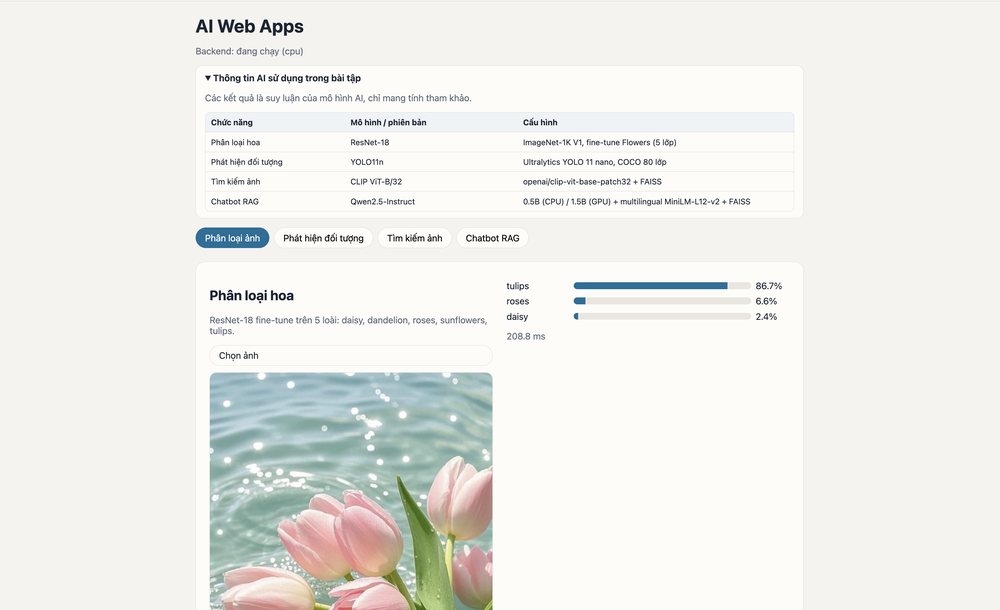 AI Web Apps
Backend: đang chạy (cpu)
▼ Thông tin AI sử dụng trong bài tập
Các kết quả là suy luận của mô hình AI, chỉ mang tính tham khảo.
Chức năng Mô hình / phiên bản Cấu hình
Phân loại hoa ResNet-18 ImageNet-1K V1, fine-tune Flowers (5 lớp)
Phát hiện đối tượng YOLO11n Ultralytics YOLO 11 nano, COCO 80 lớp
Tìm kiếm ảnh CLIP ViT-B/32 openai/clip-vit-base-patch32 + FAISS
Chatbot RAG Qwen2.5-Instruct 0.5B (CPU) / 1.5B (GPU) + multilingual MiniLM-L12-v2 + FAISS
Phân loại ảnh Phát hiện đối tượng Tìm kiếm ảnh Chatbot RAG
Phân loại hoa
ResNet-18 fine-tune trên 5 loài: daisy, dandelion, roses, sunflowers,
tulips.
Chọn ảnh
tulips 86.7%
roses 6.6%
daisy 2.4%
208.8 ms